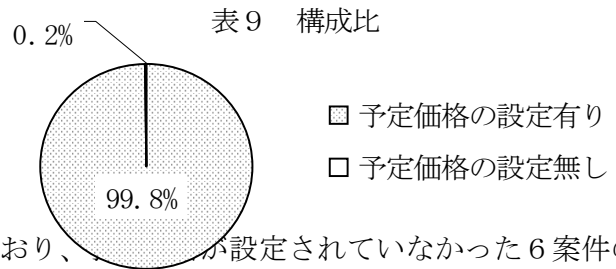 表９　構成比
0.2%
予定価格の設定有り
予定価格の設定無し
99.8%
おり、が設定されていなかった６案件の